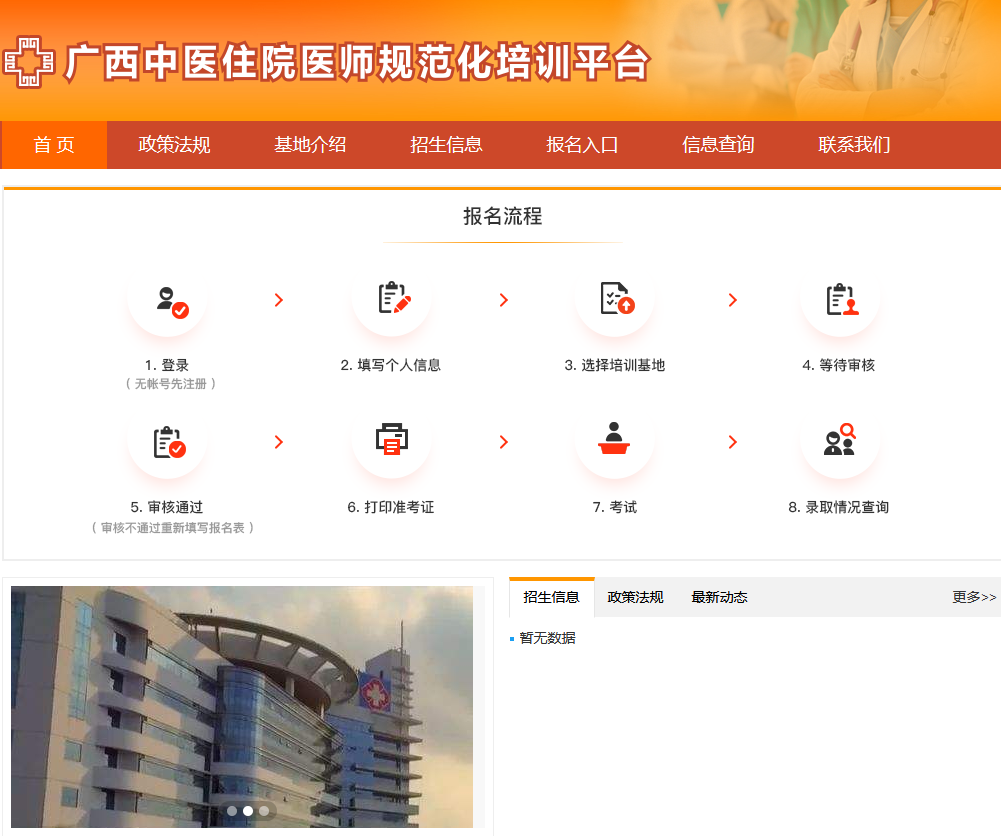 广西中医住院医师规范化培训平台
首 页 政策法规 基地介绍 招生信息 报名入口 信息查询 联系我们
报名流程
1. 登录 2. 填写个人信息 3. 选择培训基地 4. 等待审核
（ 无帐号先注册 ）
5. 审核通过 6. 打印准考证 7. 考试 8. 录取情况查询
（ 审核不通过重新填写报名表 ）
招生信息 政策法规 最新动态 更多>>
暂无数据